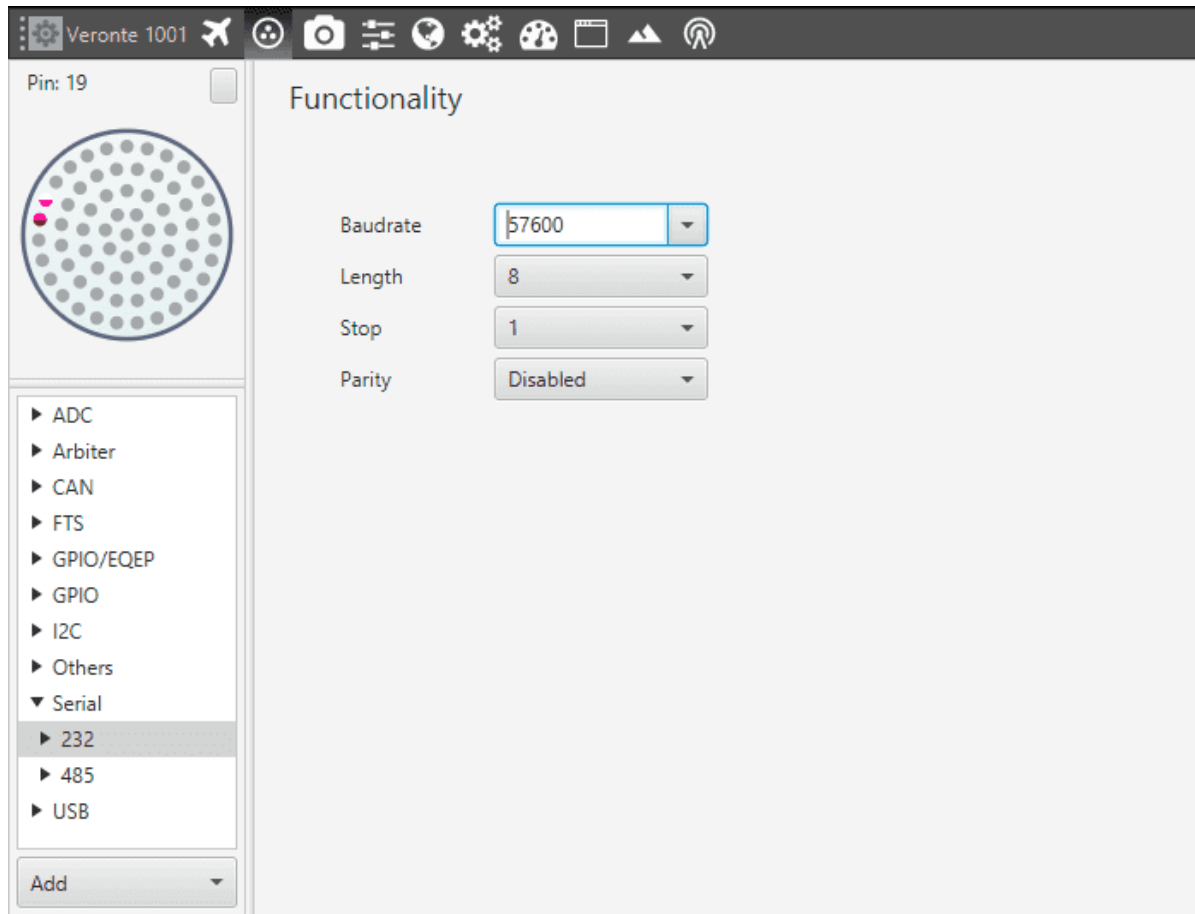 Veronte 1001
Pin: 19
Functionality
Baudrate 57600
Length 8
Stop 1
Parity Disabled
ADC
Arbiter
CAN
FTS
GPIO/EQEP
GPIO
I2C
Others
Serial
232
485
USB
Add